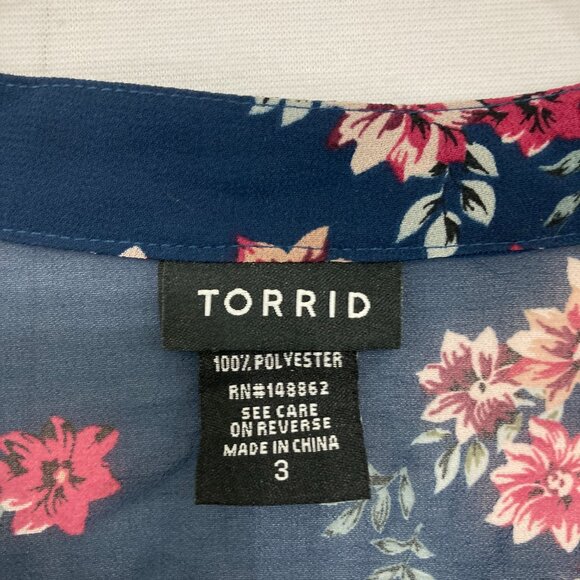 TORRID
100% POLYESTER
RN#148862
SEE CARE
ON REVERSE
MADE IN CHINA
3